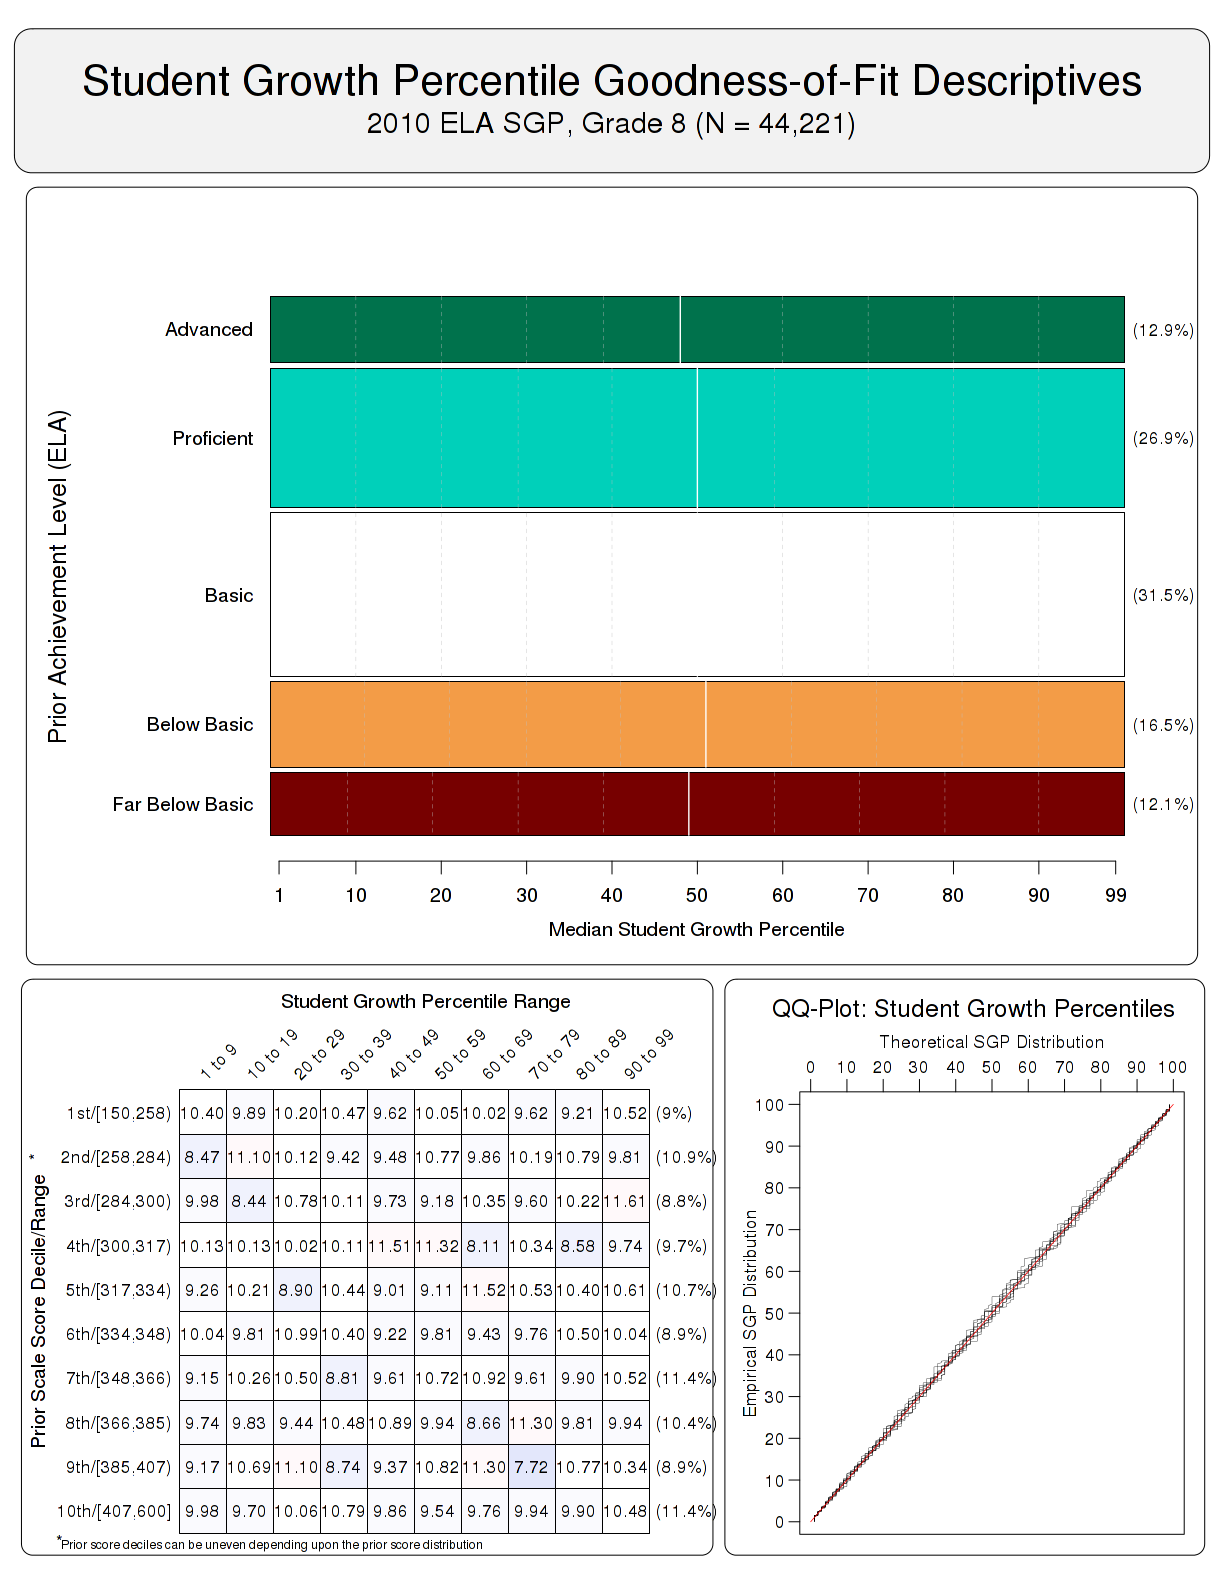 Student Growth Percentile Goodness-of-Fit Descriptives
2010 ELA SGP, Grade 8 (N = 44,221)
Prior Achievement Level (ELA)
Advanced (12.9%)
Proficient (26.9%)
Basic (31.5%)
Below Basic (16.5%)
Far Below Basic (12.1%)
1 10 20 30 40 50 60 70 80 90 99
Median Student Growth Percentile
Student Growth Percentile Range
1 to 9 10 to 19 20 to 29 30 to 39 40 to 49 50 to 59 60 to 69 70 to 79 80 to 89 90 to 99
Prior Scale Score Decile/Range *
1st/[150,258) 10.40 9.89 10.20 10.47 9.62 10.05 10.02 9.62 9.21 10.52 (9%)
2nd/[258,284) 8.47 11.10 10.12 9.42 9.48 10.77 9.86 10.19 10.79 9.81 (10.9%)
3rd/[284,300) 9.98 8.44 10.78 10.11 9.73 9.18 10.35 9.60 10.22 11.61 (8.8%)
4th/[300,317) 10.13 10.13 10.02 10.11 11.51 11.32 8.11 10.34 8.58 9.74 (9.7%)
5th/[317,334) 9.26 10.21 8.90 10.44 9.01 9.11 11.52 10.53 10.40 10.61 (10.7%)
6th/[334,348) 10.04 9.81 10.99 10.40 9.22 9.81 9.43 9.76 10.50 10.04 (8.9%)
7th/[348,366) 9.15 10.26 10.50 8.81 9.61 10.72 10.92 9.61 9.90 10.52 (11.4%)
8th/[366,385) 9.74 9.83 9.44 10.48 10.89 9.94 8.66 11.30 9.81 9.94 (10.4%)
9th/[385,407) 9.17 10.69 11.10 8.74 9.37 10.82 11.30 7.72 10.77 10.34 (8.9%)
10th/[407,600] 9.98 9.70 10.06 10.79 9.86 9.54 9.76 9.94 9.90 10.48 (11.4%)
*Prior score deciles can be uneven depending upon the prior score distribution
QQ-Plot: Student Growth Percentiles
Theoretical SGP Distribution
0 10 20 30 40 50 60 70 80 90 100
Empirical SGP Distribution
100
90
80
70
60
50
40
30
20
10
0